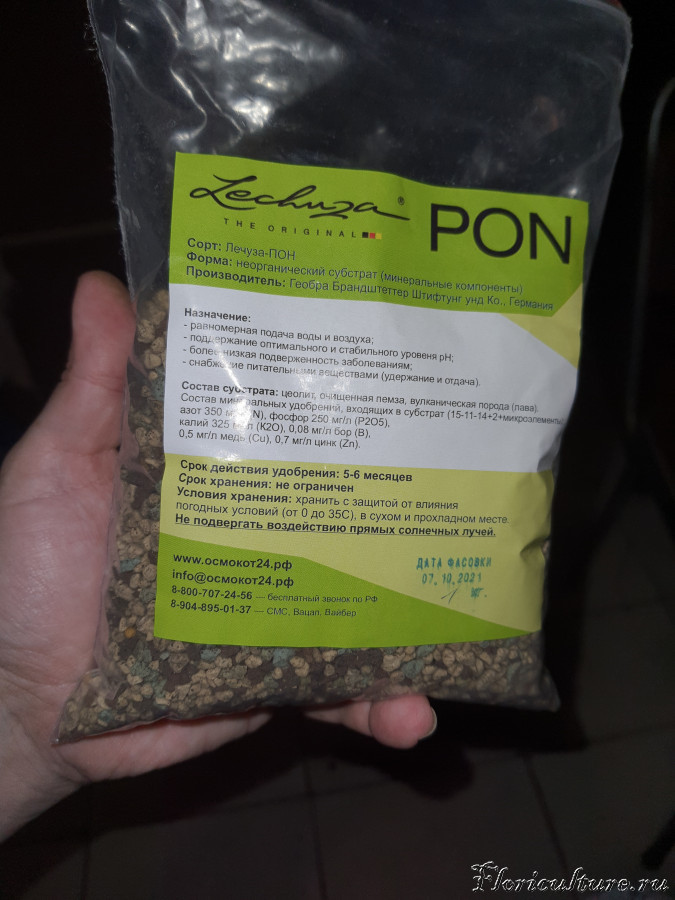 Lechuza ® PON
THE ORIGINAL
Сорт: Лечуза-ПОН
Форма: неорганический субстрат (минеральные компоненты)
Производитель: Геобра Брандштеттер Штифтунг унд Ко., Германия
Назначение:
- равномерная подача воды и воздуха;
- поддержание оптимального и стабильного уровеня pH;
- более низкая подверженность заболеваниям;
- снабжение питательными веществами (удержание и отдача).
Состав субстрата: цеолит, очищенная пемза, вулканическая порода (лава).
Состав минеральных удобрений, входящих в субстрат (15-11-14+2+микроэлементы)
азот 350 мг/л (N), фосфор 250 мг/л (P2O5),
калий 325 мг/л (K2O), 0,08 мг/л бор (B),
0,5 мг/л медь (Cu), 0,7 мг/л цинк (Zn).
Срок действия удобрения: 5-6 месяцев
Срок хранения: не ограничен
Условия хранения: хранить с защитой от влияния
погодных условий (от 0 до 35С), в сухом и прохладном месте.
Не подвергать воздействию прямых солнечных лучей.
www.осмокот24.рф
info@осмокот24.рф
8-800-707-24-56 — бесплатный звонок по РФ
8-904-895-01-37 — СМС, Вацап, Вайбер
ДАТА ФАСОВКИ
07.10.2021
Floriculture.ru